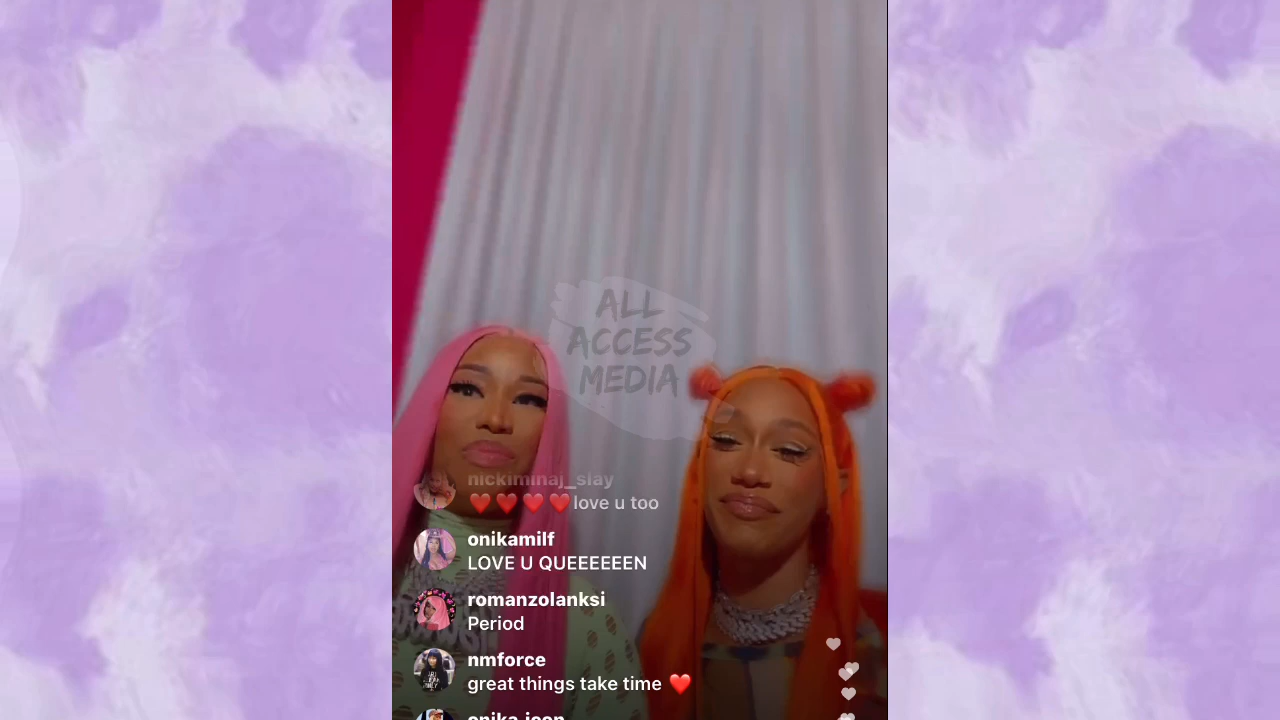 ALL
ACCESS
MEDIA
nickiminaj_slay
❤️❤️❤️❤️love u too
onikamilf
LOVE U QUEEEEEEN
romanzolanksi
Period
nmforce
great things take time ❤️